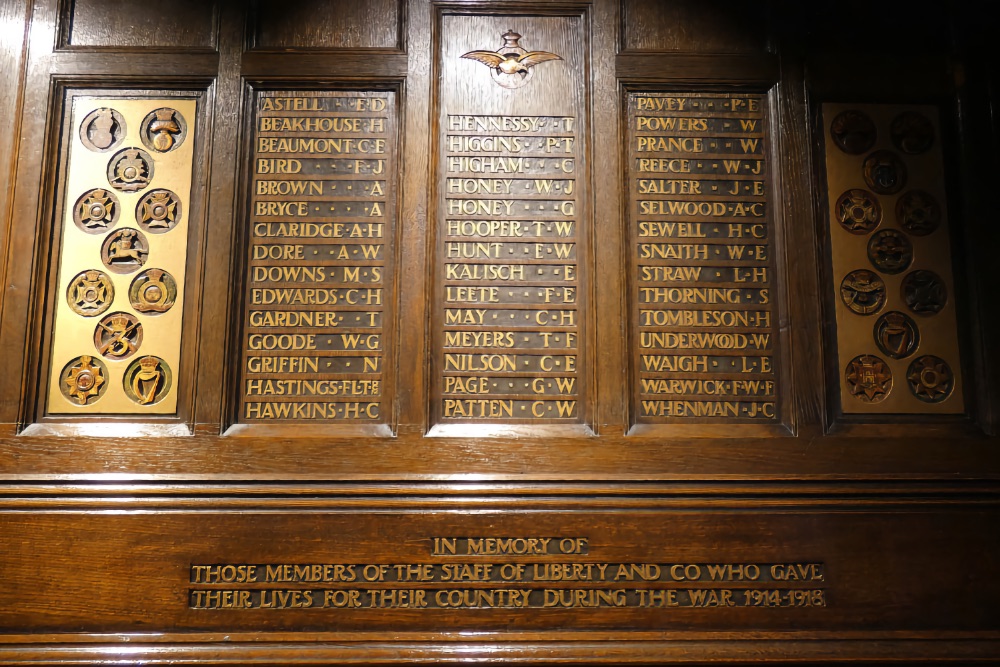 ASTELL · · E·D
BEAKHOUSE·H
BEAUMONT·C·E
BIRD · · · F·J
BROWN · · · A
BRYCE · · · A
CLARIDGE·A·H
DORE · · A·W
DOWNS · M·S
EDWARDS·C·H
GARDNER · T
GOODE · W·G
GRIFFIN · · N
HASTINGS·F·L·T·
HAWKINS·H·C
HENNESSY · T
HIGGINS · P·T
HIGHAM · · C
HONEY · W·J
HONEY · · G
HOOPER·T·W
HUNT · E·W
KALISCH · · E
LEETE · · F·E
MAY · · C·H
MEYERS · T·F
NILSON · C·E
PAGE · · G·W
PATTEN · C·W
PAVEY · · · P·E
POWERS · · W
PRANCE · · W
REECE · · W·J
SALTER · J·E
SELWOOD·A·C
SEWELL · H·C
SNAITH · W·E
STRAW · L·H
THORNING · S
TOMBLESON·H
UNDERWOOD·W
WAIGH · · L·E
WARWICK·F·W·F
WHENMAN·J·C
IN MEMORY OF
THOSE MEMBERS OF THE STAFF OF LIBERTY AND CO WHO GAVE
THEIR LIVES FOR THEIR COUNTRY DURING THE WAR 1914-1918